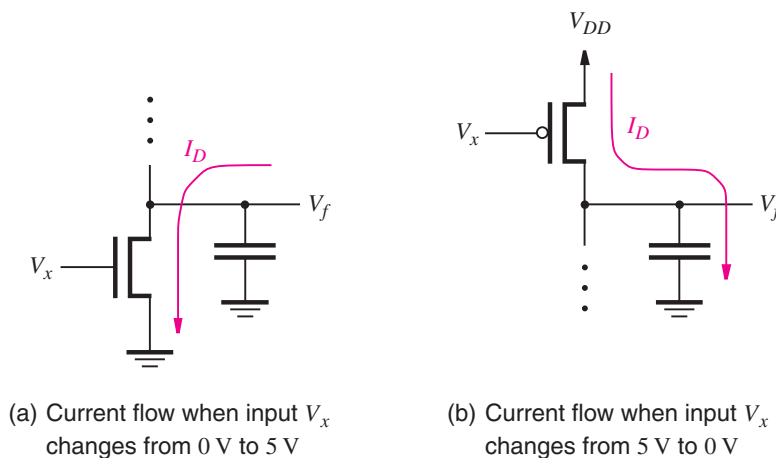 V_DD
V_x
I_D
V_f
V_x
I_D
V_f
(a) Current flow when input V_x
changes from 0 V to 5 V
(b) Current flow when input V_x
changes from 5 V to 0 V